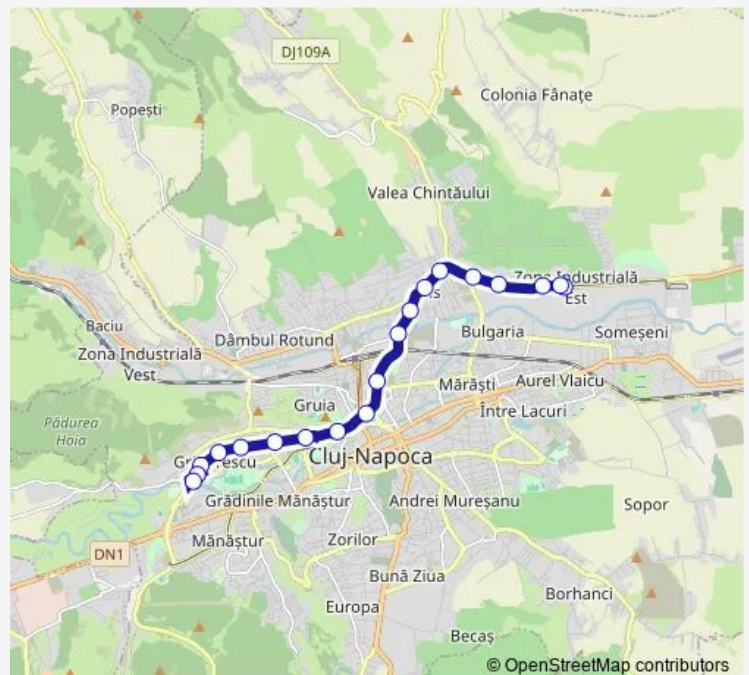 DJ109A
Colonia Fânațe
Popești
Valea Chintăului
Zona Industrială
Est
Baciu
Dâmbul Rotund
Bulgaria
Someșeni
Zona Industrială
Vest
Mărăști
Aurel Vlaicu
Gruia
Între Lacuri
Pădurea
Hoia
Cluj-Napoca
Grădinile Mănăștur
Andrei Mureșanu
Sopor
DN1
Mănăștur
Zorilor
Bună Ziua
Borhanci
Europa
Becaș
© OpenStreetMap contributors